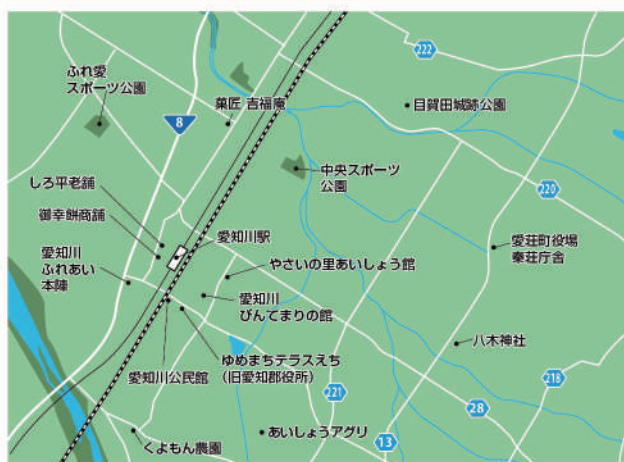 222
ふれ愛
スポーツ公園
菓匠 吉福庵
目賀田城跡公園
8
中央スポーツ
公園
220
しろ平老舗
御幸餅商舗
愛知川駅
愛荘町役場
秦荘庁舎
愛知川
ふれあい
本陣
やさいの里あいしょう館
愛知川
びんてまりの館
八木神社
愛知川公民館
ゆめまちテラスえち
（旧愛知郡役所）
221
218
28
くよもん農園
あいしょうアグリ
13